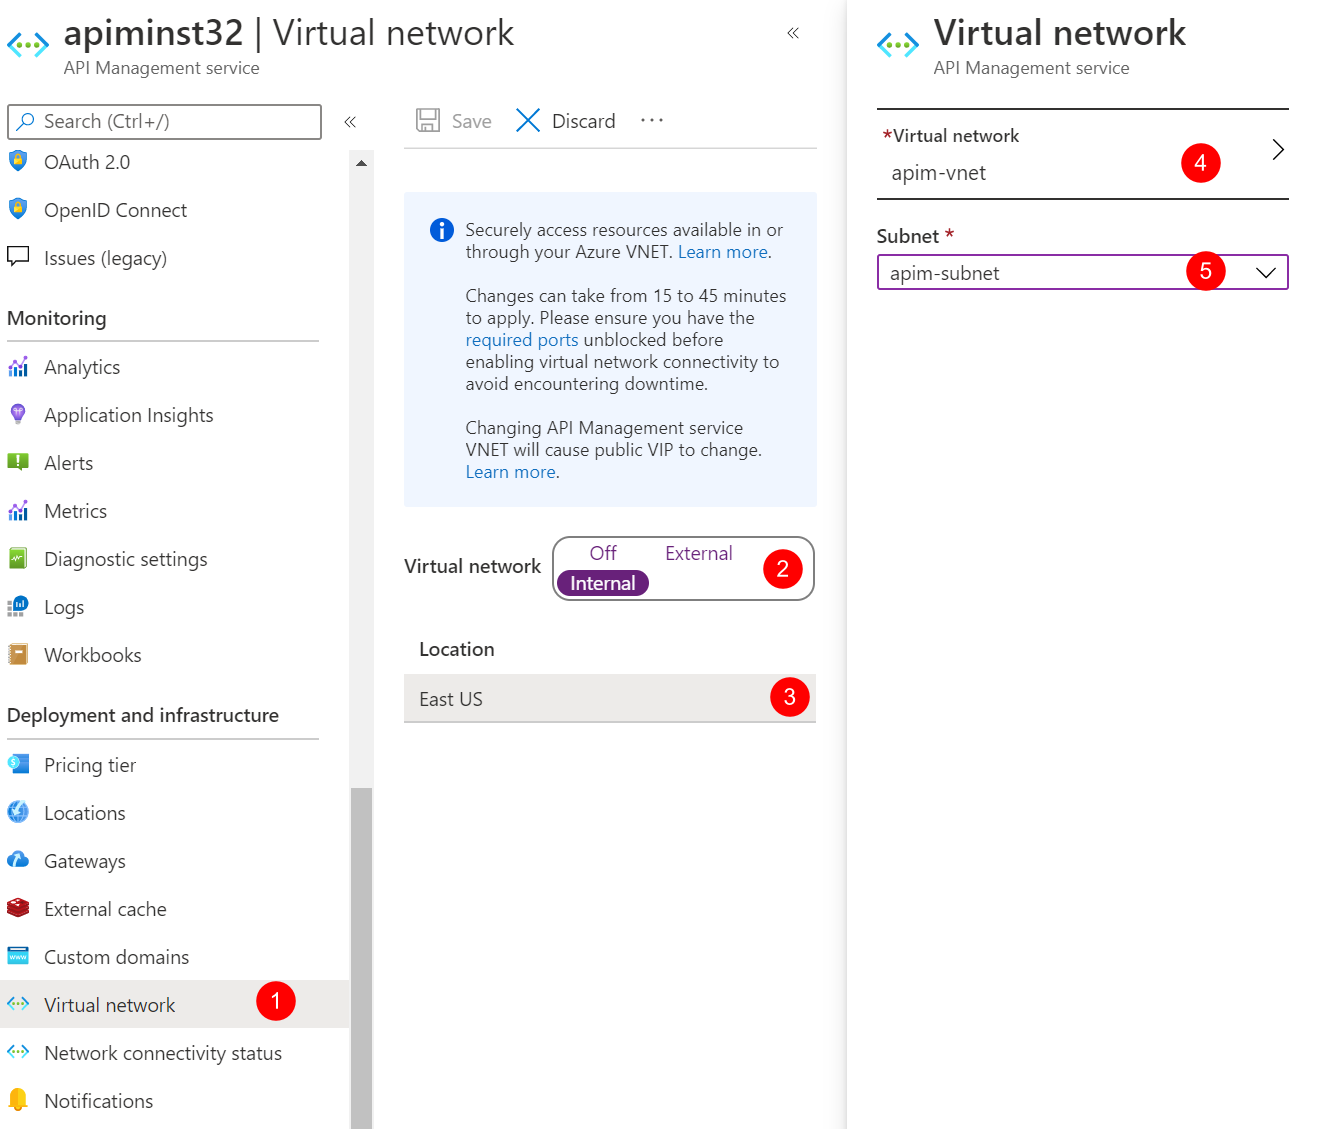 apiminst32 | Virtual network
API Management service
Search (Ctrl+/)
OAuth 2.0
OpenID Connect
Issues (legacy)
Monitoring
Analytics
Application Insights
Alerts
Metrics
Diagnostic settings
Logs
Workbooks
Deployment and infrastructure
Pricing tier
Locations
Gateways
External cache
Custom domains
Virtual network
1
Network connectivity status
Notifications
Save
Discard
Securely access resources available in or
through your Azure VNET. Learn more.
Changes can take from 15 to 45 minutes
to apply. Please ensure you have the
required ports unblocked before
enabling virtual network connectivity to
avoid encountering downtime.
Changing API Management service
VNET will cause public VIP to change.
Learn more.
Virtual network
Off External
Internal
2
Location
East US
3
Virtual network
API Management service
*Virtual network
apim-vnet
4
Subnet *
apim-subnet
5